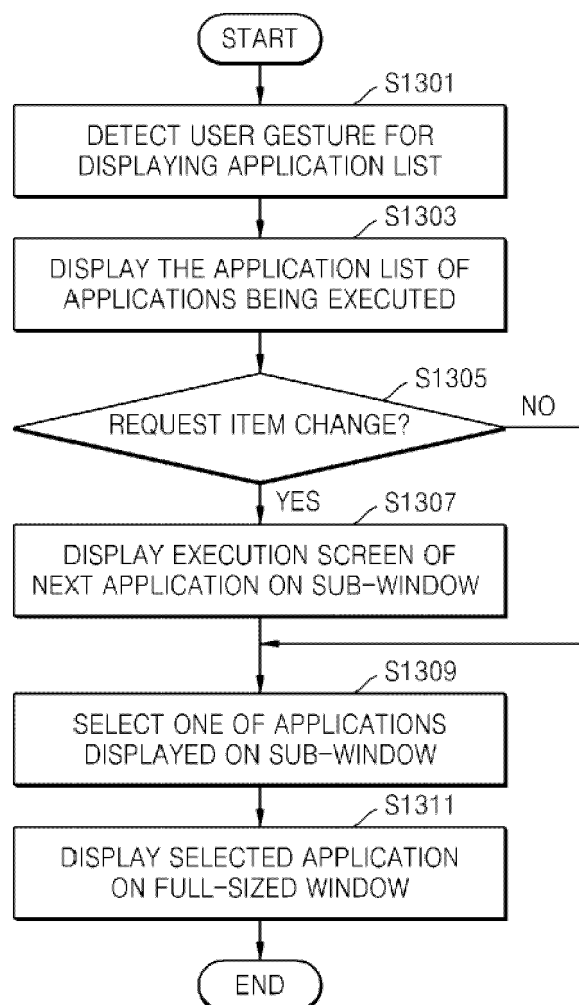 START
S1301
DETECT USER GESTURE FOR
DISPLAYING APPLICATION LIST
S1303
DISPLAY THE APPLICATION LIST OF
APPLICATIONS BEING EXECUTED
S1305
REQUEST ITEM CHANGE?
NO
YES
S1307
DISPLAY EXECUTION SCREEN OF
NEXT APPLICATION ON SUB-WINDOW
S1309
SELECT ONE OF APPLICATIONS
DISPLAYED ON SUB-WINDOW
S1311
DISPLAY SELECTED APPLICATION
ON FULL-SIZED WINDOW
END